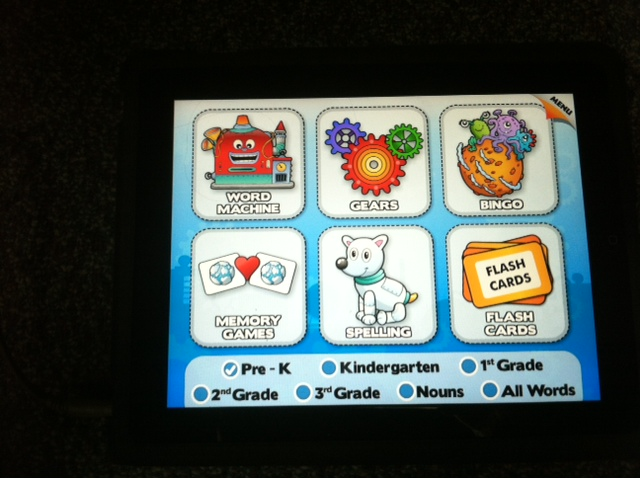 MENU
WORD
MACHINE
GEARS
BINGO
FLASH
CARDS
MEMORY
GAMES
SPELLING
FLASH
CARDS
Pre - K Kindergarten 1st Grade
2nd Grade 3rd Grade Nouns All Words